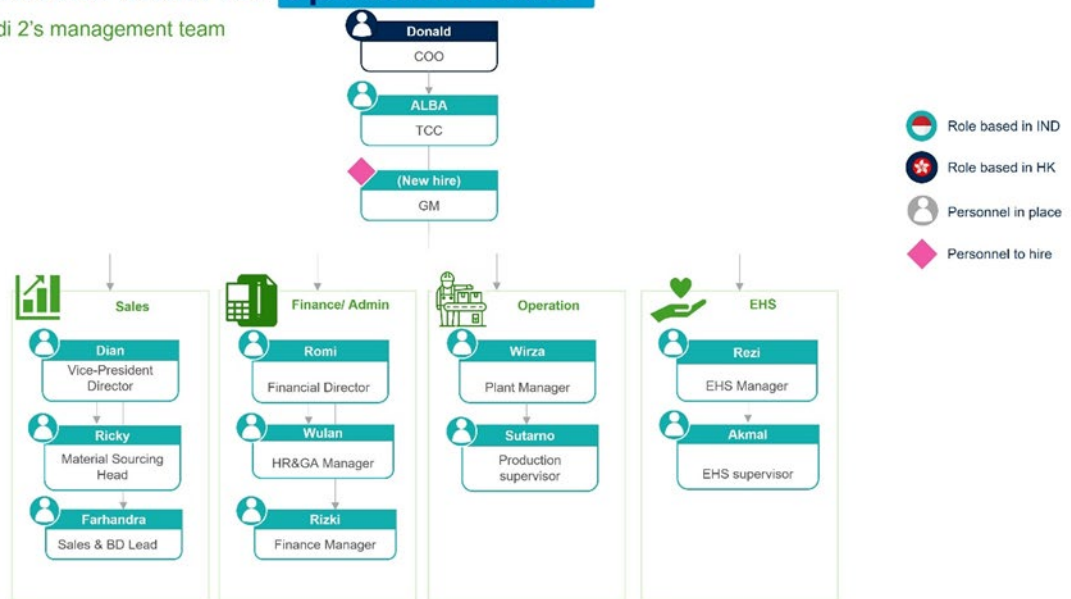 di 2's management team
Donald
COO
ALBA
TCC
(New hire)
GM
Role based in IND
Role based in HK
Personnel in place
Personnel to hire
Sales
Dian
Vice-President
Director
Ricky
Material Sourcing
Head
Farhandra
Sales & BD Lead
Finance/ Admin
Romi
Financial Director
Wulan
HR&GA Manager
Rizki
Finance Manager
Operation
Wirza
Plant Manager
Sutarno
Production
supervisor
EHS
Rezi
EHS Manager
Akmal
EHS supervisor